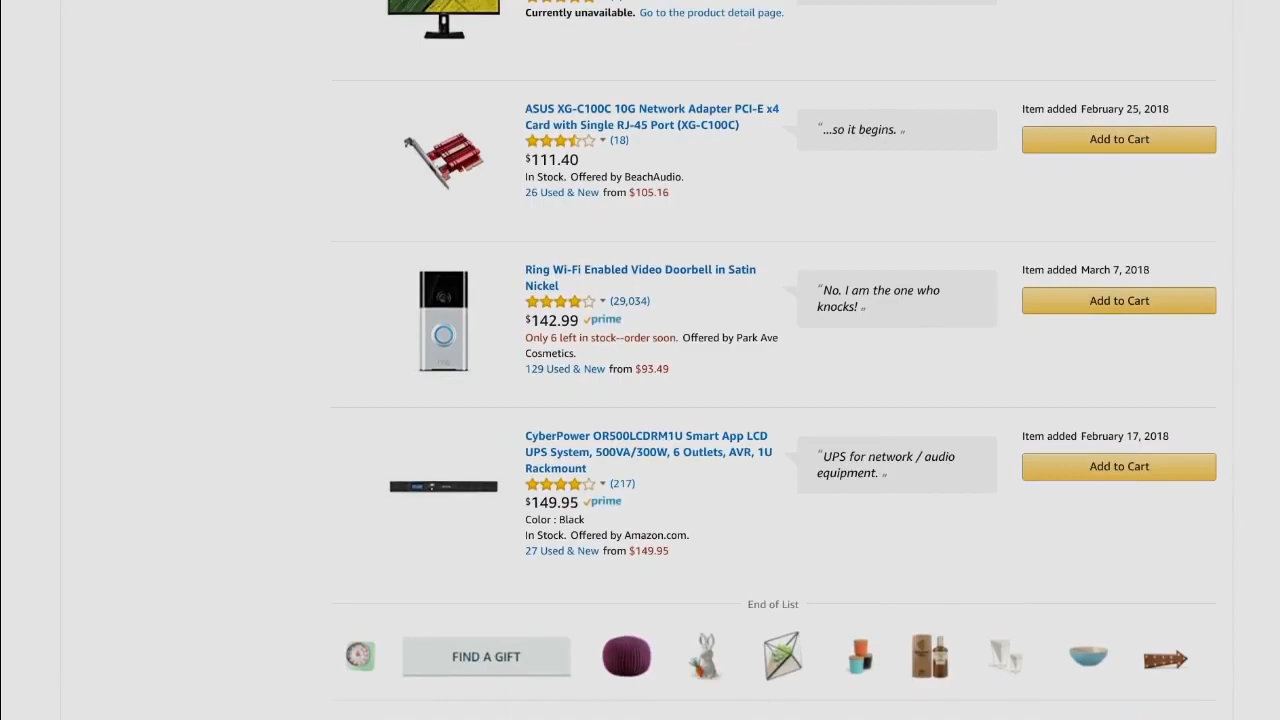 Currently unavailable. Go to the product detail page.
ASUS XG-C100C 10G Network Adapter PCI-E x4
Card with Single RJ-45 Port (XG-C100C)
(18)
$111.40
In Stock. Offered by BeachAudio.
26 Used & New from $105.16
"...so it begins. „
Item added February 25, 2018
Add to Cart
Ring Wi-Fi Enabled Video Doorbell in Satin
Nickel
(29,034)
$142.99 prime
Only 6 left in stock--order soon. Offered by Park Ave
Cosmetics.
129 Used & New from $93.49
"No. I am the one who
knocks! „
Item added March 7, 2018
Add to Cart
CyberPower OR500LCDRM1U Smart App LCD
UPS System, 500VA/300W, 6 Outlets, AVR, 1U
Rackmount
(217)
$149.95 prime
Color : Black
In Stock. Offered by Amazon.com.
27 Used & New from $149.95
"UPS for network / audio
equipment. „
Item added February 17, 2018
Add to Cart
End of List
FIND A GIFT